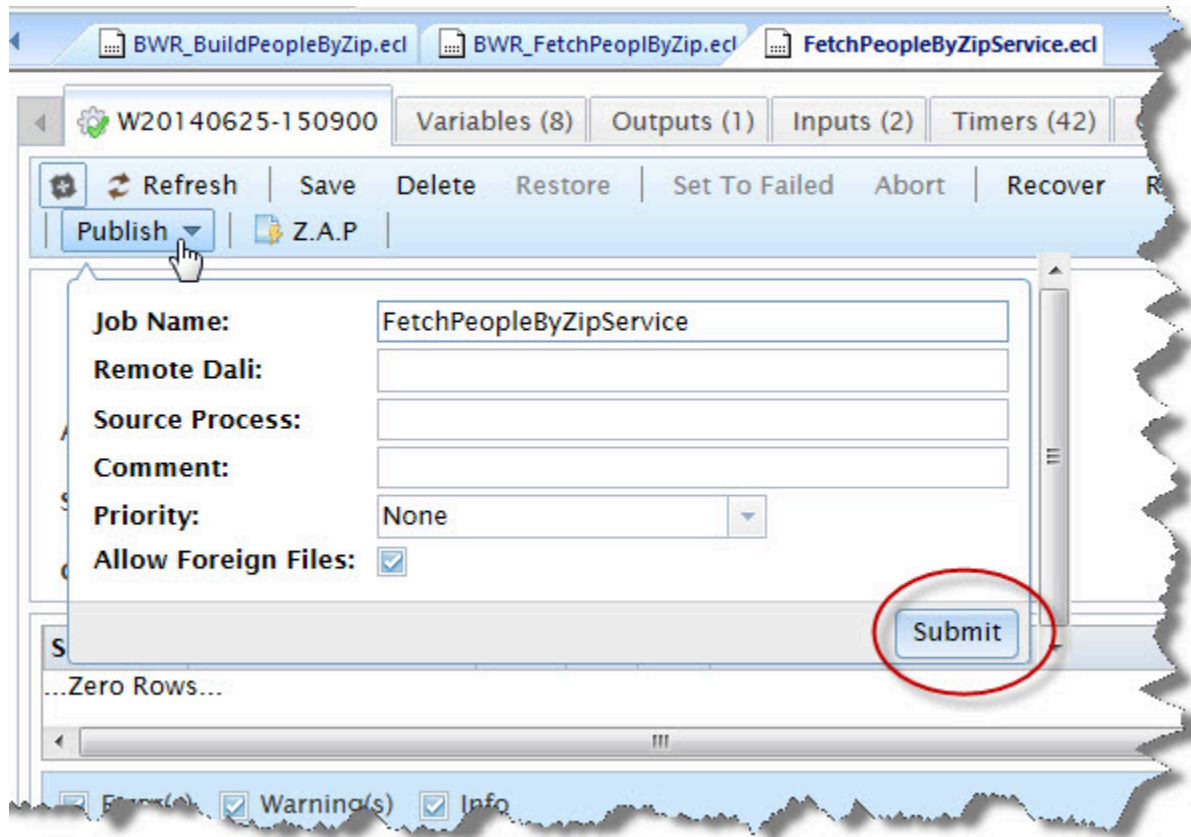 BWR_BuildPeopleByZip.ecl BWR_FetchPeoplByZip.ecl FetchPeopleByZipService.ecl
W20140625-150900 Variables (8) Outputs (1) Inputs (2) Timers (42)
Refresh Save Delete Restore Set To Failed Abort Recover
Publish Z.A.P
Job Name: FetchPeopleByZipService
Remote Dali:
Source Process:
Comment:
Priority: None
Allow Foreign Files:
Submit
...Zero Rows...
Warning(s) Info